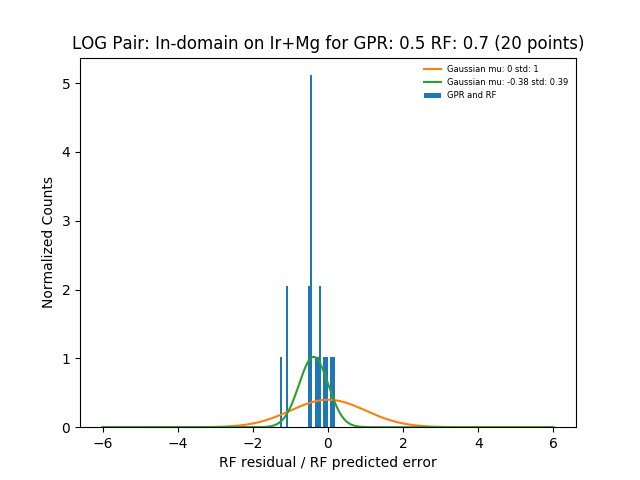 LOG Pair: In-domain on Ir+Mg for GPR: 0.5 RF: 0.7 (20 points)
Gaussian mu: 0 std: 1
Gaussian mu: -0.38 std: 0.39
GPR and RF
Normalized Counts
5
4
3
2
1
0
−6 −4 −2 0 2 4 6
RF residual / RF predicted error